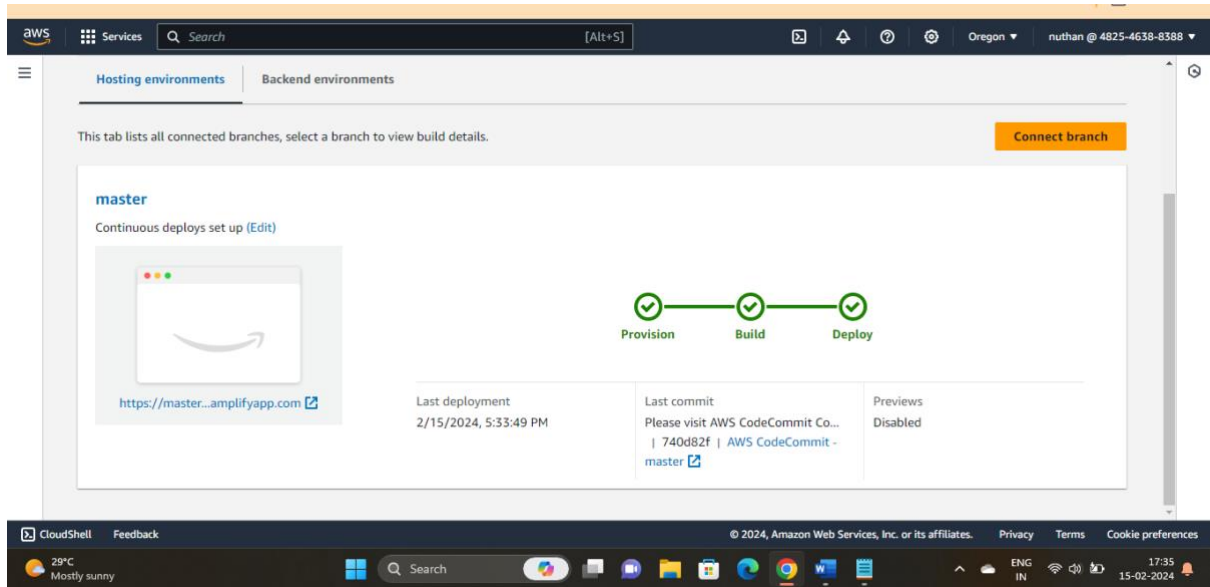 aws Services Search [Alt+S] Oregon ▼ nuthan @ 4825-4638-8388 ▼
Hosting environments Backend environments
This tab lists all connected branches, select a branch to view build details. Connect branch
master
Continuous deploys set up (Edit)
Provision Build Deploy
https://master...amplifyapp.com
Last deployment Last commit Previews
2/15/2024, 5:33:49 PM Please visit AWS CodeCommit Co... Disabled
| 740d82f | AWS CodeCommit -
master
CloudShell Feedback © 2024, Amazon Web Services, Inc. or its affiliates. Privacy Terms Cookie preferences
29°C Search ENG 17:35
Mostly sunny IN 15-02-2024